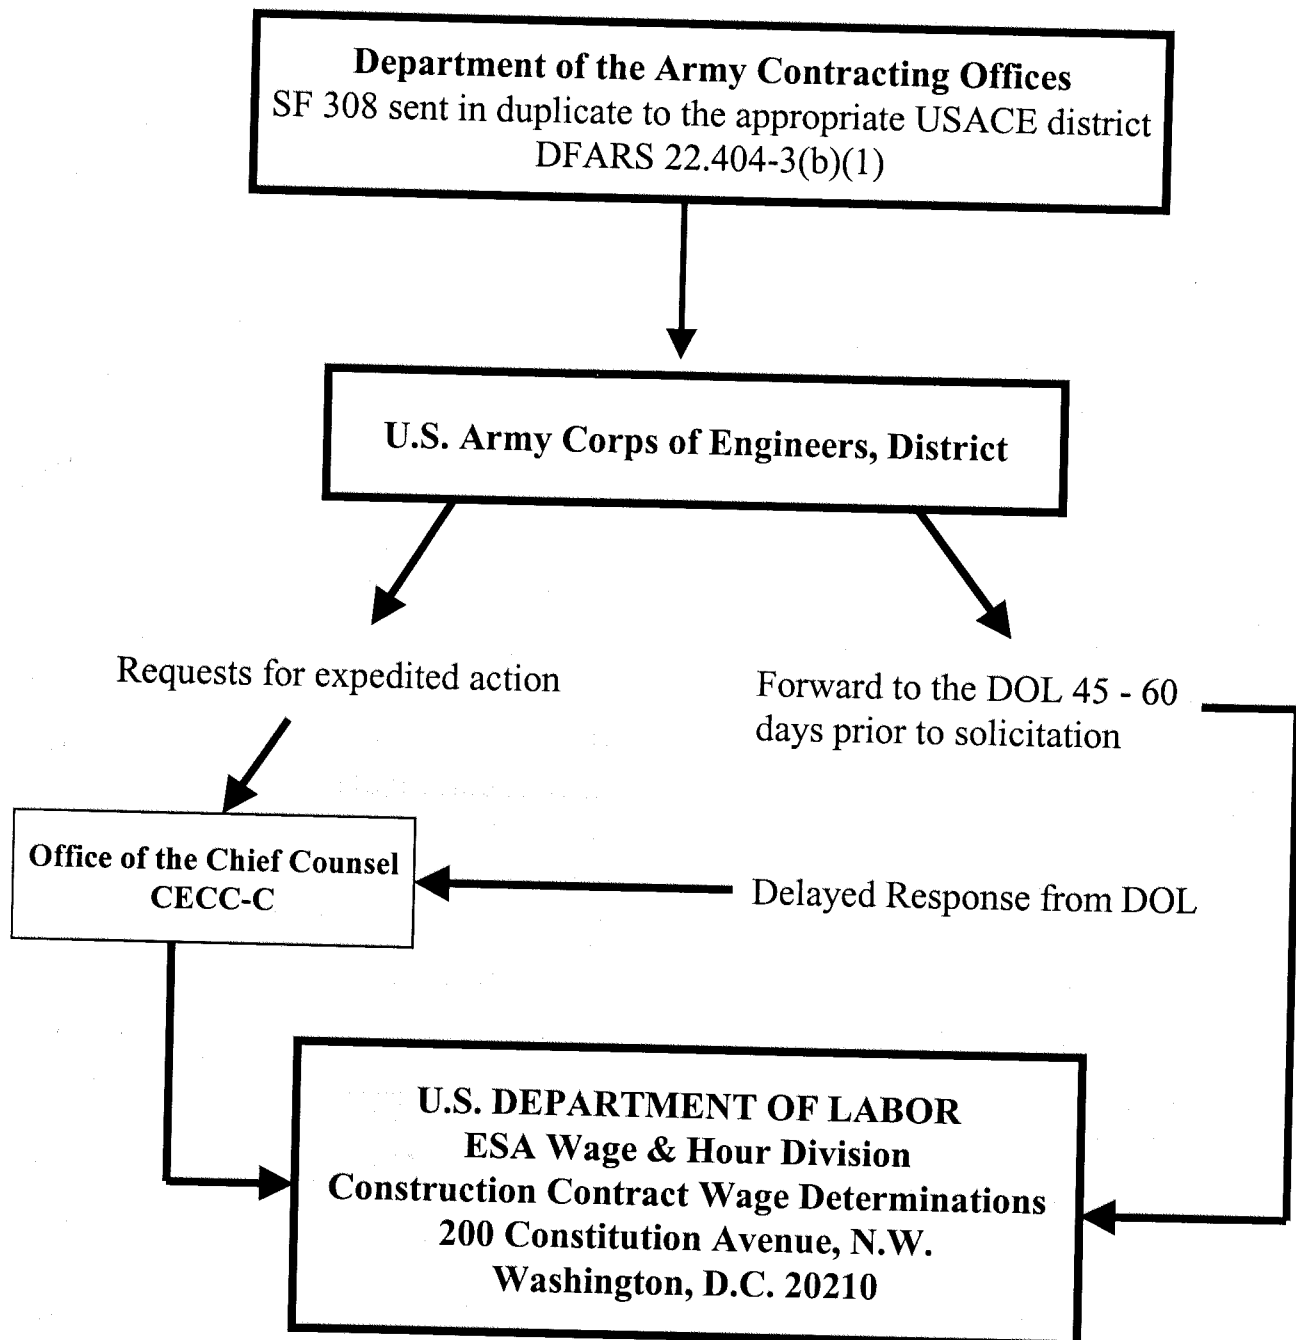 Department of the Army Contracting Offices
SF 308 sent in duplicate to the appropriate USACE district
DFARS 22.404-3(b)(1)
U.S. Army Corps of Engineers, District
Requests for expedited action
Forward to the DOL 45 - 60
days prior to solicitation
Office of the Chief Counsel
CECC-C
Delayed Response from DOL
U.S. DEPARTMENT OF LABOR
ESA Wage & Hour Division
Construction Contract Wage Determinations
200 Constitution Avenue, N.W.
Washington, D.C. 20210